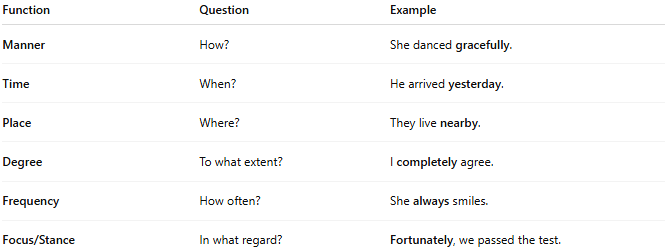 Function Question Example
Manner How? She danced gracefully.
Time When? He arrived yesterday.
Place Where? They live nearby.
Degree To what extent? I completely agree.
Frequency How often? She always smiles.
Focus/Stance In what regard? Fortunately, we passed the test.